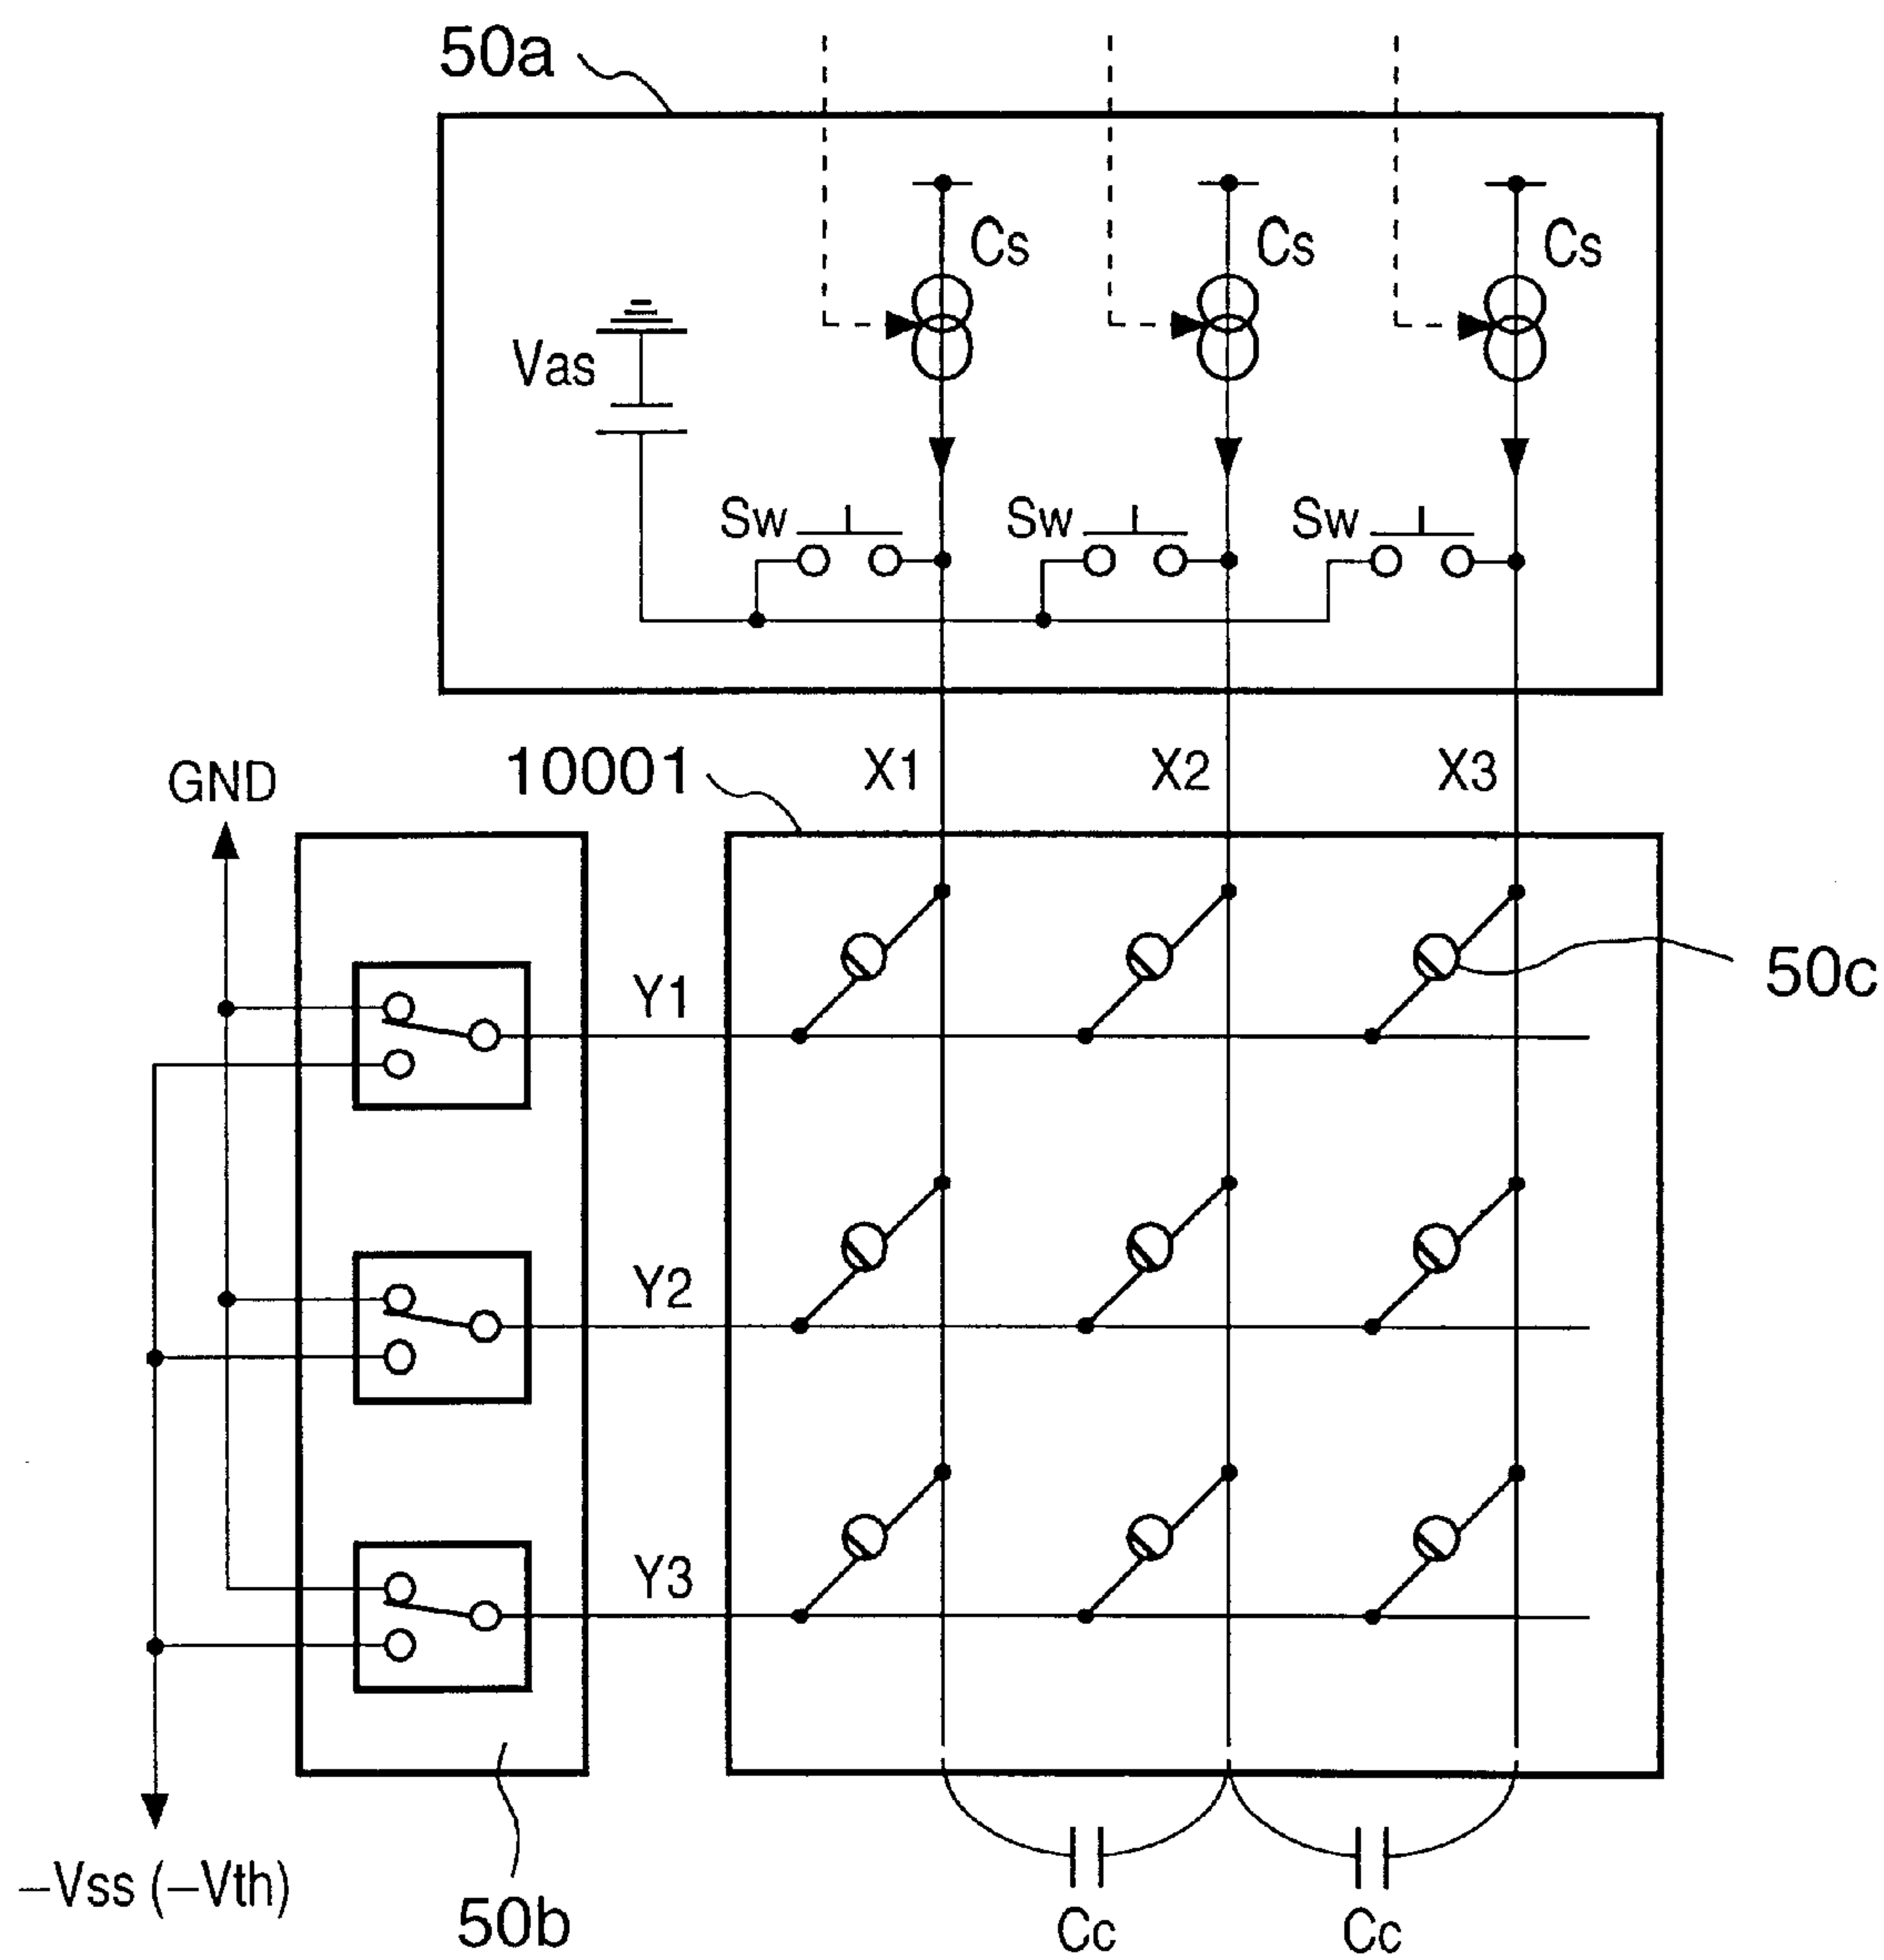 50a
Cs Cs Cs
Vas
Sw Sw Sw
10001 X1 X2 X3
GND
50c
Y1
Y2
Y3
–Vss (–Vth)
50b
Cc Cc